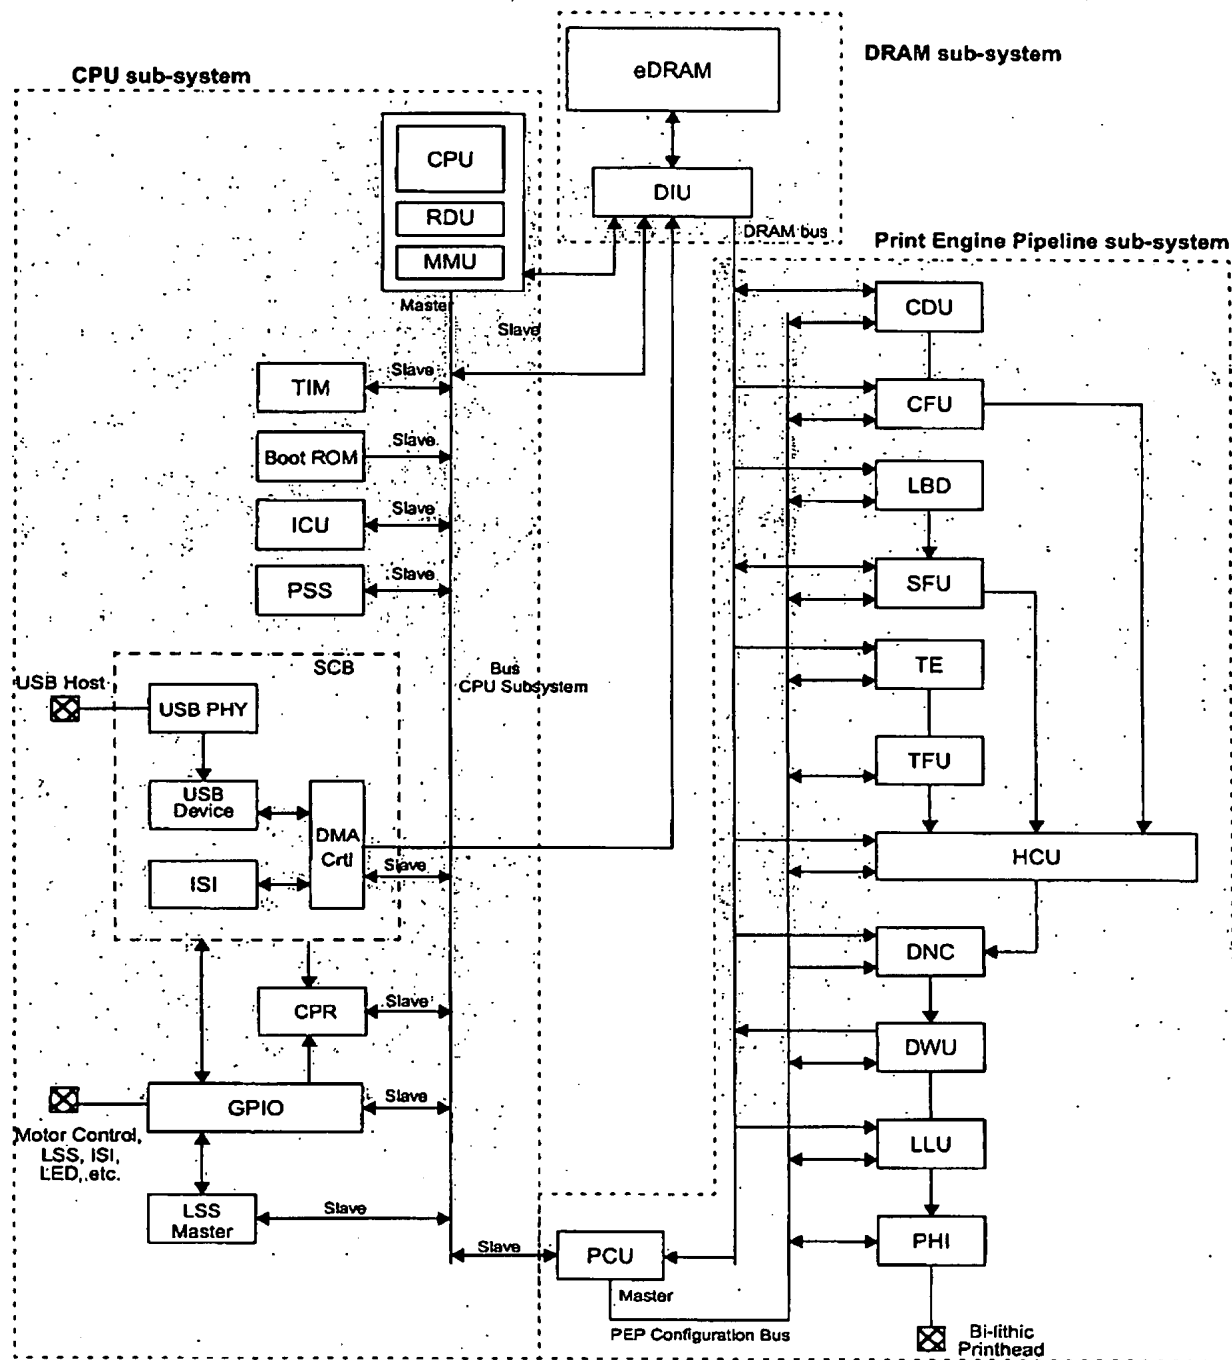 CPU sub-system
DRAM sub-system
eDRAM
CPU
RDU
MMU
DIU
DRAM bus
Print Engine Pipeline sub-system
Master
Slave
CDU
TIM
Slave
CFU
Boot ROM
Slave
LBD
ICU
Slave
PSS
Slave
SFU
SCB
Bus
CPU Subsystem
TE
USB Host
USB PHY
TFU
USB
Device
DMA
Crtl
Slave
ISI
HCU
DNC
CPR
Slave
DWU
GPIO
Slave
Motor Control,
LSS, ISI,
LED, etc.
LLU
LSS
Master
Slave
Slave
PCU
PHI
Master
PEP Configuration Bus
Bi-lithic
Printhead